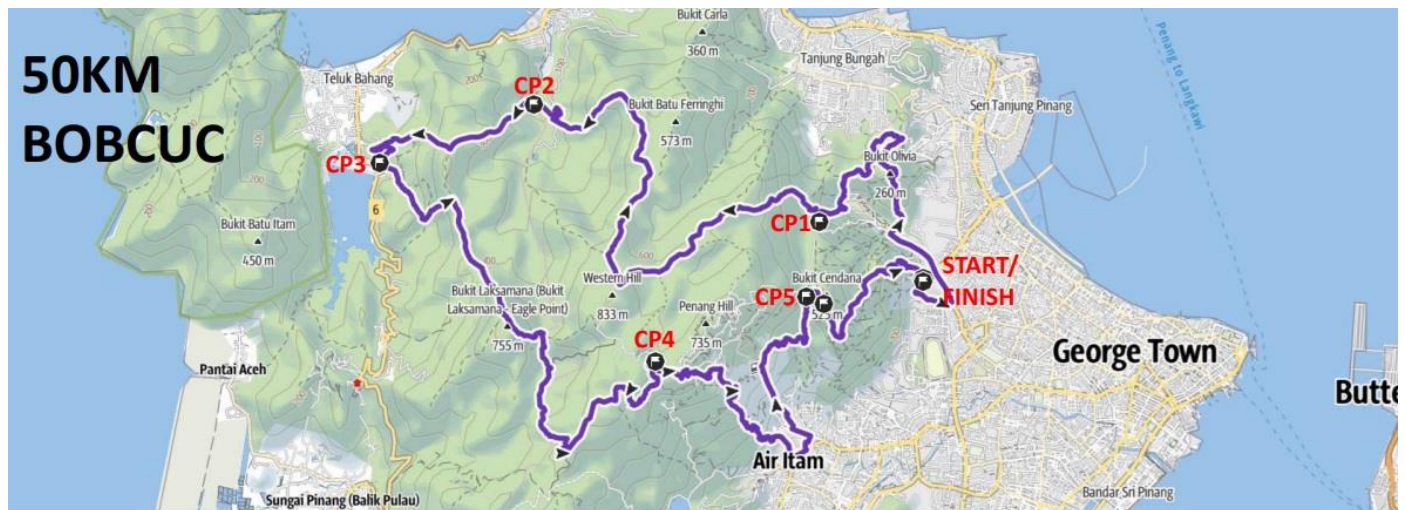 50KM
BOBCUC
Bukit Carla
360 m
Teluk Bahang
Tanjung Bungah
Penang to Langkawi
CP2
Bukit Batu Ferringhi
573 m
Seri Tanjung Pinang
CP3
Bukit Olivia
260 m
6
Bukit Batu Itam
450 m
CP1
START/
FINISH
Western Hill
833 m
Bukit Cendana
CP5
Bukit Laksamana (Bukit
Laksamana - Eagle Point)
755 m
Penang Hill
735 m
CP4
George Town
Pantai Aceh
Butte
Air Itam
Sungai Pinang (Balik Pulau)
Bandar Sri Pinang